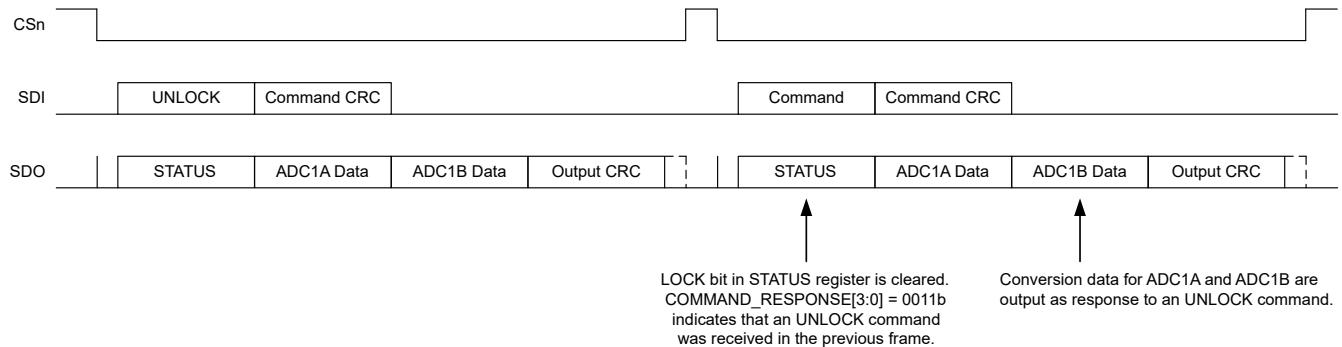 CSn
SDI UNLOCK Command CRC Command Command CRC
SDO STATUS ADC1A Data ADC1B Data Output CRC STATUS ADC1A Data ADC1B Data Output CRC
LOCK bit in STATUS register is cleared.
COMMAND_RESPONSE[3:0] = 0011b
indicates that an UNLOCK command
was received in the previous frame.
Conversion data for ADC1A and ADC1B are
output as response to an UNLOCK command.